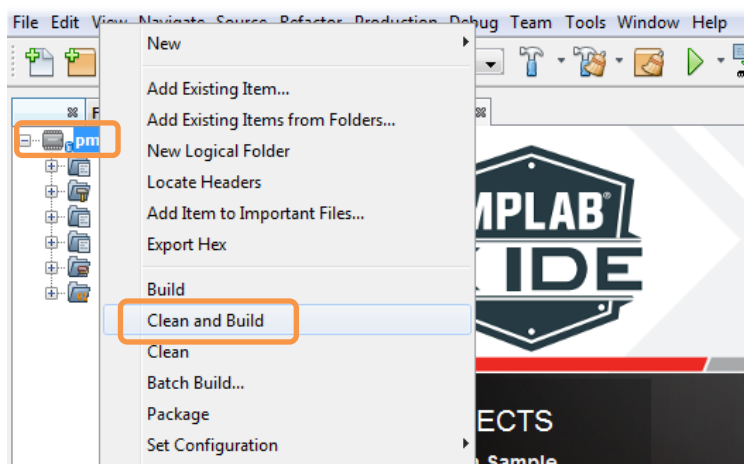 File Edit View Navigate Source Refactor Production Debug Team Tools Window Help
New
Add Existing Item...
Add Existing Items from Folders...
New Logical Folder
Locate Headers
Add Item to Important Files...
Export Hex
Build
Clean and Build
Clean
Batch Build...
Package
Set Configuration
pm
MPLAB®
IDE
ECTS
Sample